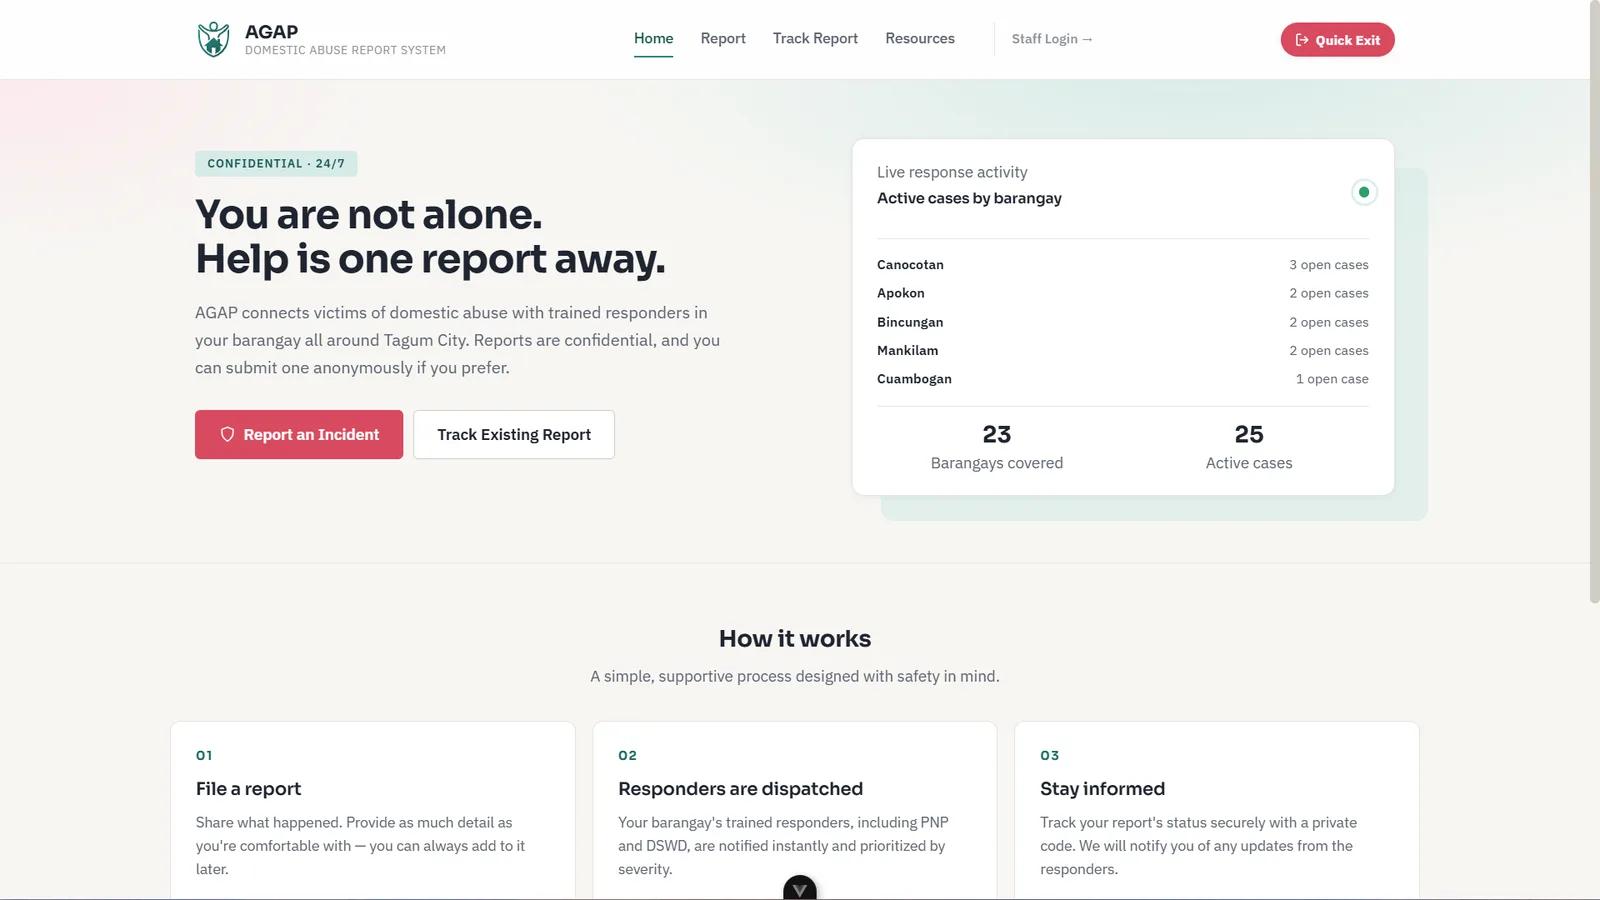 AGAP
DOMESTIC ABUSE REPORT SYSTEM
Home
Report
Track Report
Resources
Staff Login →
Quick Exit
CONFIDENTIAL · 24/7
You are not alone.
Help is one report away.
AGAP connects victims of domestic abuse with trained responders in
your barangay all around Tagum City. Reports are confidential, and you
can submit one anonymously if you prefer.
Report an Incident
Track Existing Report
Live response activity
Active cases by barangay
Canocotan 3 open cases
Apokon 2 open cases
Bincungan 2 open cases
Mankilam 2 open cases
Cuambogan 1 open case
23
Barangays covered
25
Active cases
How it works
A simple, supportive process designed with safety in mind.
01
File a report
Share what happened. Provide as much detail as
you're comfortable with — you can always add to it
later.
02
Responders are dispatched
Your barangay's trained responders, including PNP
and DSWD, are notified instantly and prioritized by
severity.
03
Stay informed
Track your report's status securely with a private
code. We will notify you of any updates from the
responders.